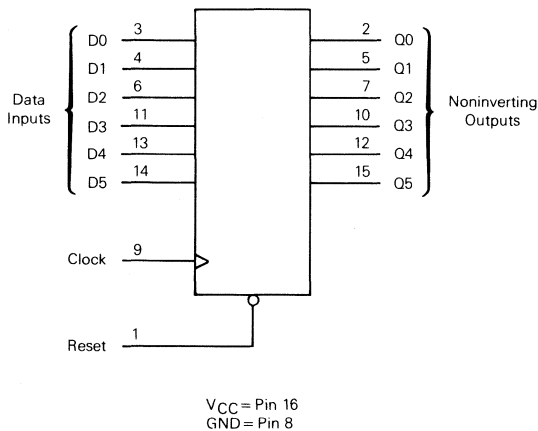 D0 3 2 Q0
D1 4 5 Q1
D2 6 7 Q2
D3 11 10 Q3
D4 13 12 Q4
D5 14 15 Q5
Data
Inputs
Noninverting
Outputs
Clock 9
Reset 1
VCC = Pin 16
GND = Pin 8